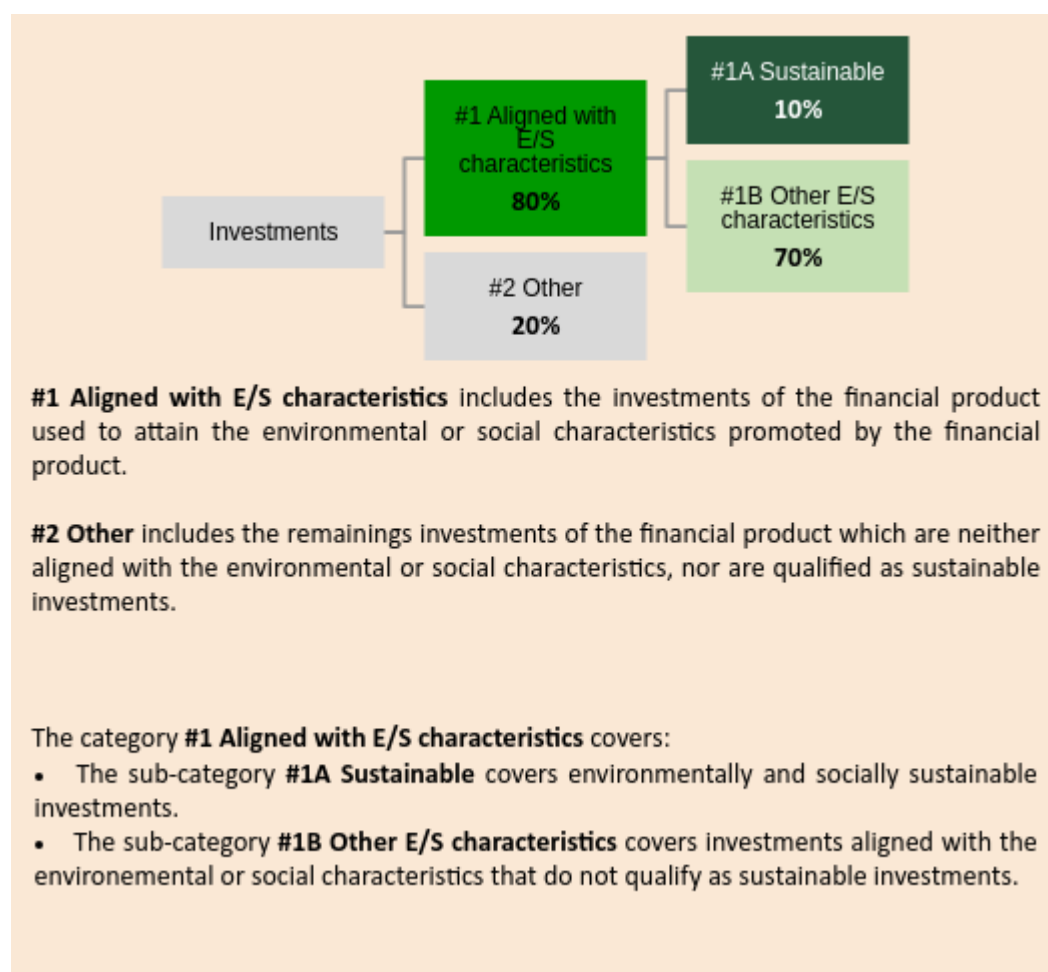 #1A Sustainable
10%
#1 Aligned with
E/S
characteristics
80%
#1B Other E/S
characteristics
70%
Investments
#2 Other
20%
#1 Aligned with E/S characteristics includes the investments of the financial product
used to attain the environmental or social characteristics promoted by the financial
product.
#2 Other includes the remainings investments of the financial product which are neither
aligned with the environmental or social characteristics, nor are qualified as sustainable
investments.
The category #1 Aligned with E/S characteristics covers:
• The sub-category #1A Sustainable covers environmentally and socially sustainable
investments.
• The sub-category #1B Other E/S characteristics covers investments aligned with the
environemental or social characteristics that do not qualify as sustainable investments.